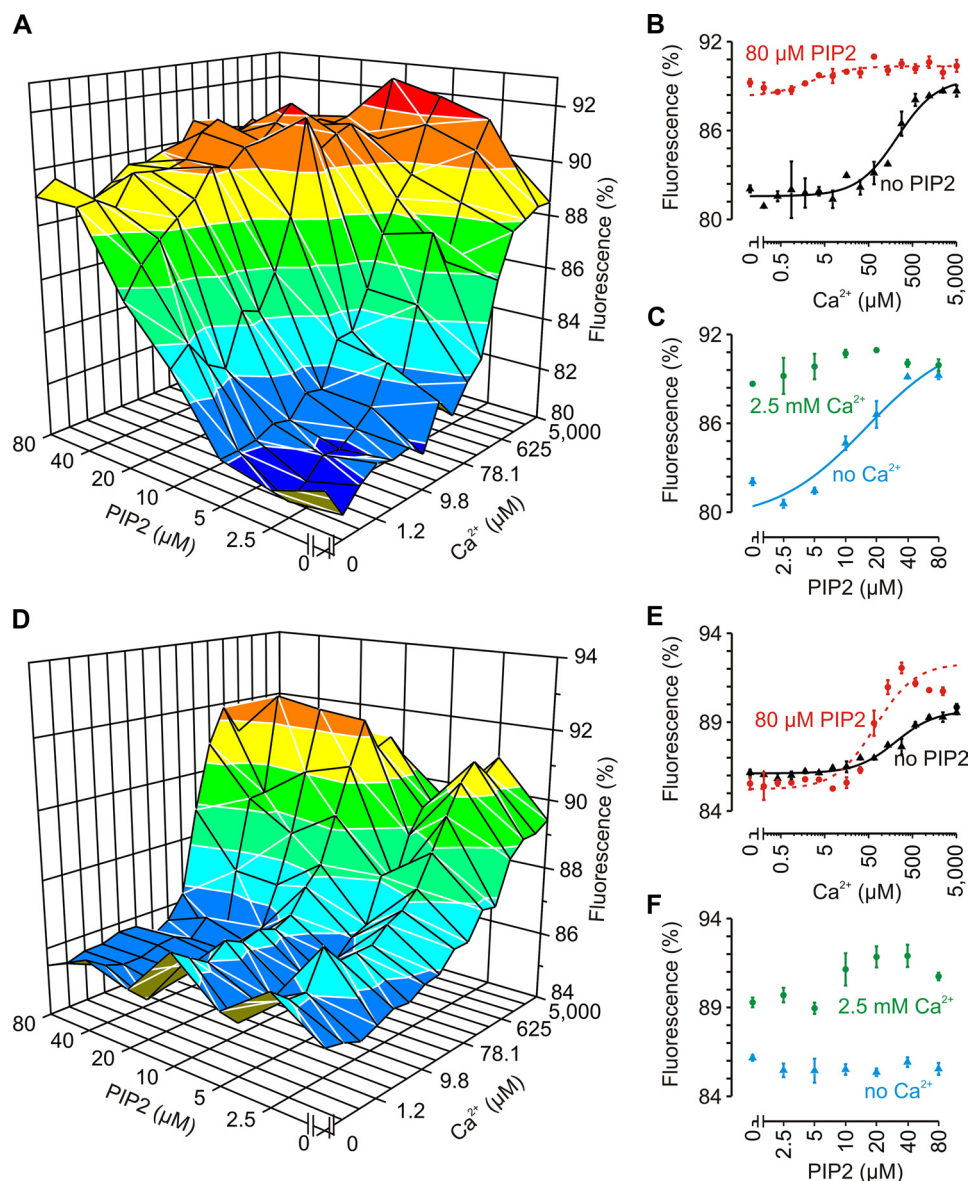 A
92
90
88
86
84
82
80
Fluorescence (%)
80
40
20
10
5
2.5
0
PIP2 (µM)
0
1.2
9.8
78.1
625
5,000
Ca²⁺ (µM)
B
92
86
80
Fluorescence (%)
80 µM PIP2
no PIP2
0
0.5
5
50
500
5,000
Ca²⁺ (µM)
C
92
86
80
Fluorescence (%)
2.5 mM Ca²⁺
no Ca²⁺
0
2.5
5
10
20
40
80
PIP2 (µM)
D
94
92
90
88
86
84
Fluorescence (%)
80
40
20
10
5
2.5
0
PIP2 (µM)
0
1.2
9.8
78.1
625
5,000
Ca²⁺ (µM)
E
94
89
84
Fluorescence (%)
80 µM PIP2
no PIP2
0
0.5
5
50
500
5,000
Ca²⁺ (µM)
F
94
89
84
Fluorescence (%)
2.5 mM Ca²⁺
no Ca²⁺
0
2.5
5
10
20
40
80
PIP2 (µM)